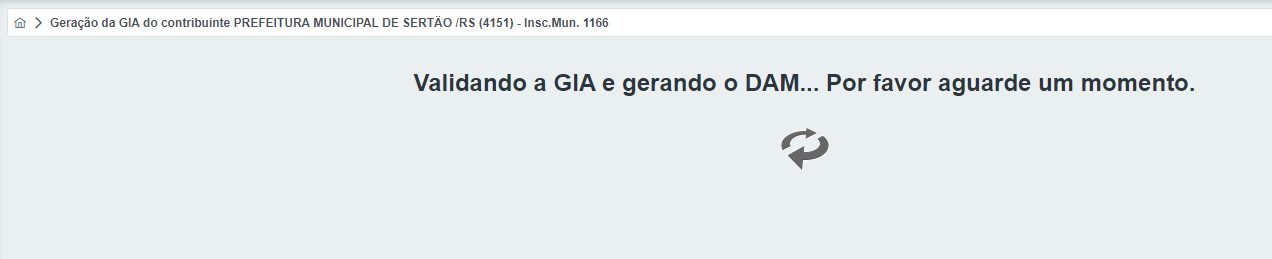 Geração da GIA do contribuinte PREFEITURA MUNICIPAL DE SERTÃO /RS (4151) - Insc.Mun. 1166
Validando a GIA e gerando o DAM... Por favor aguarde um momento.